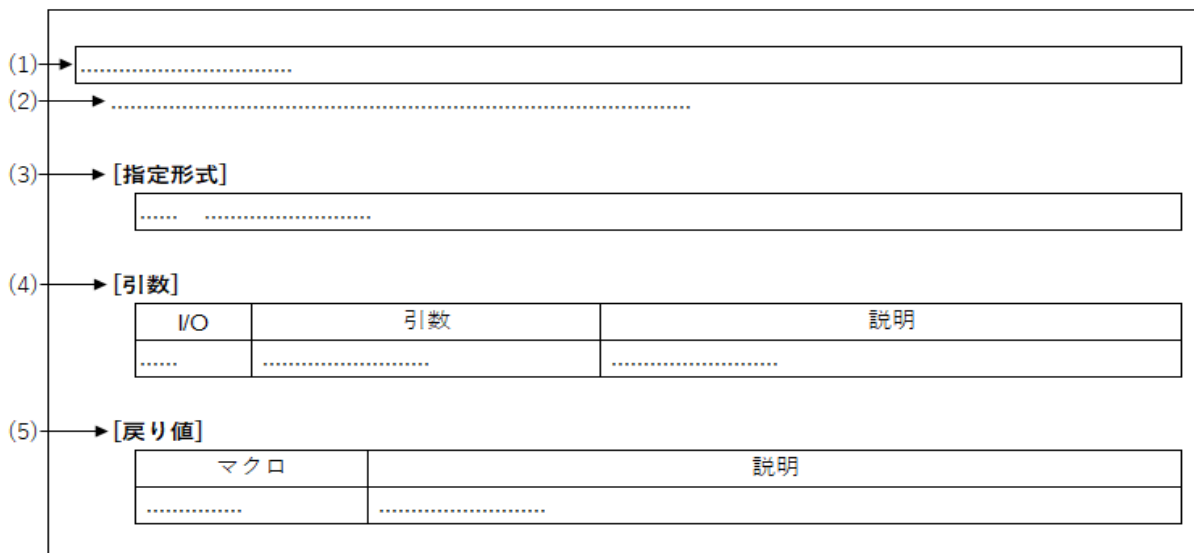 (1) ................................
(2) ................................................................................
(3) [指定形式]
...... ..........................
(4) [引数]
I/O 引数 説明
...... .......................... ..........................
(5) [戻り値]
マクロ 説明
............... ..........................